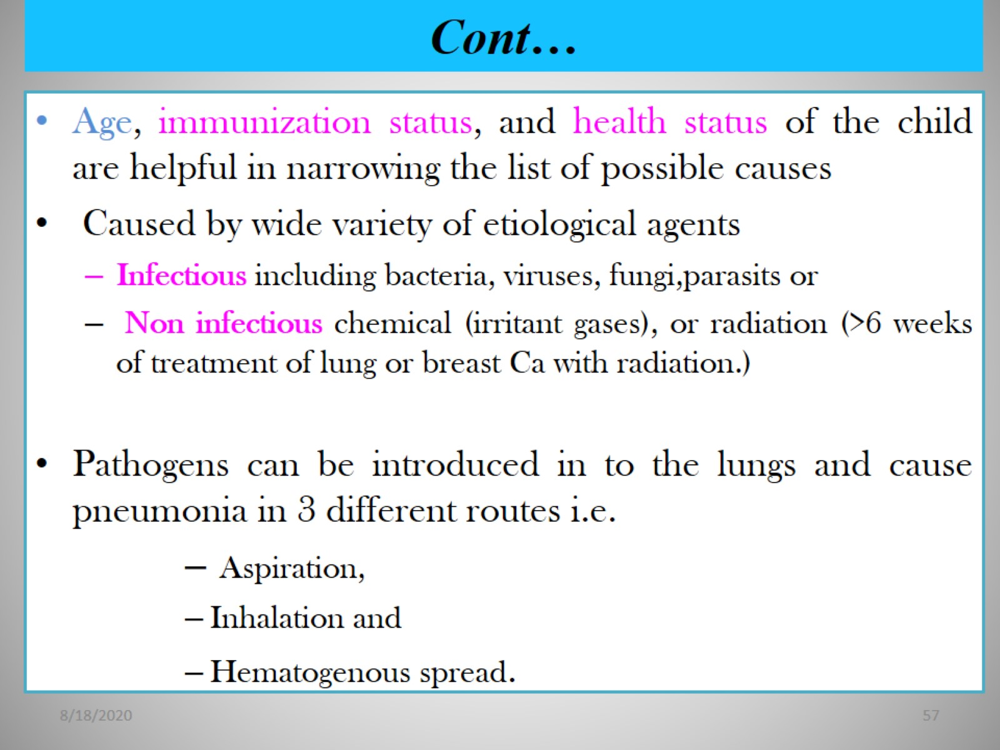 Cont…
• Age, immunization status, and health status of the child
are helpful in narrowing the list of possible causes
• Caused by wide variety of etiological agents
– Infectious including bacteria, viruses, fungi,parasits or
– Non infectious chemical (irritant gases), or radiation (>6 weeks
of treatment of lung or breast Ca with radiation.)
• Pathogens can be introduced in to the lungs and cause
pneumonia in 3 different routes i.e.
– Aspiration,
– Inhalation and
– Hematogenous spread.
8/18/2020
57